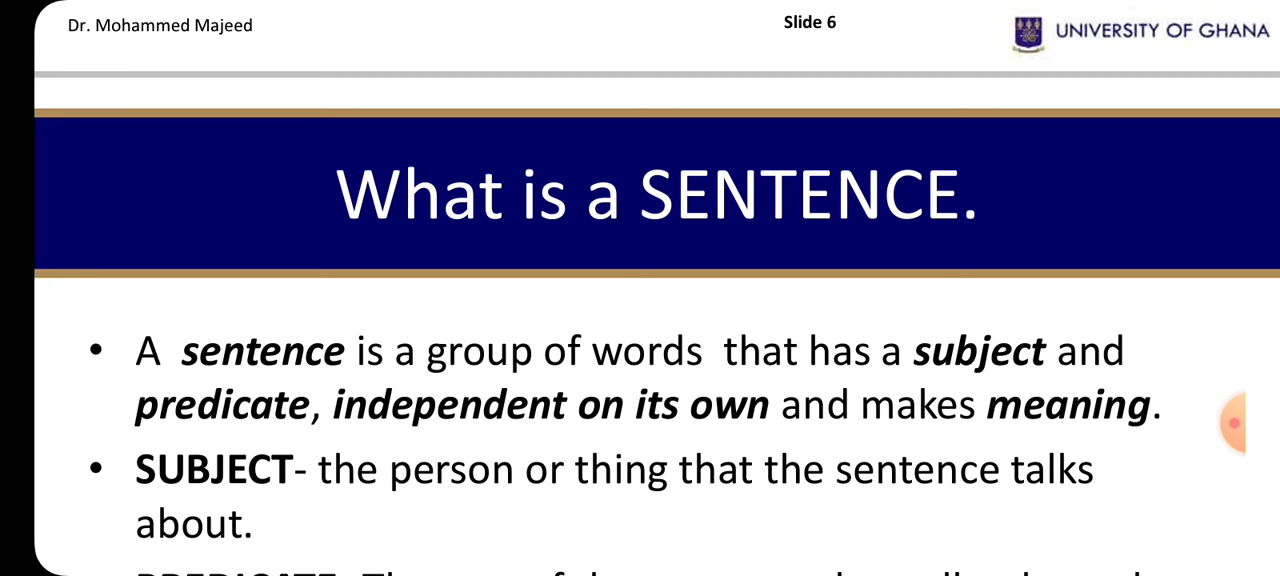 Dr. Mohammed Majeed
Slide 6
UNIVERSITY OF GHANA
What is a SENTENCE.
• A sentence is a group of words that has a subject and
predicate, independent on its own and makes meaning.
• SUBJECT- the person or thing that the sentence talks
about.